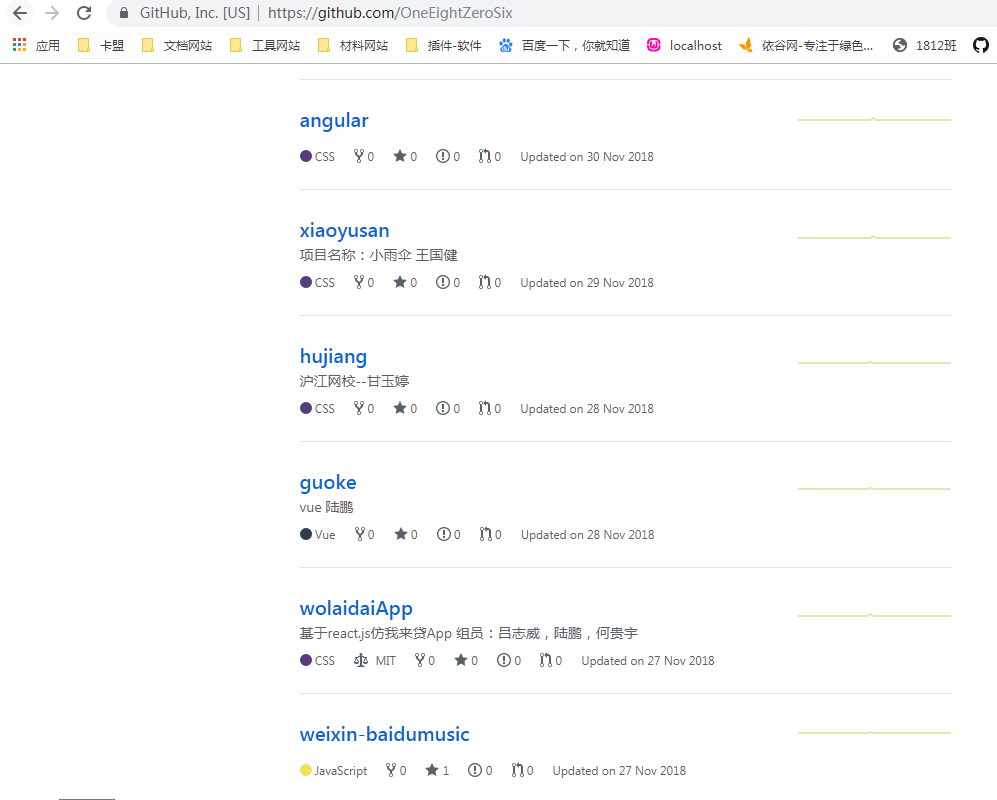 GitHub, Inc. [US] | https://github.com/OneEightZeroSix
应用 卡盟 文档网站 工具网站 材料网站 插件-软件 百度一下，你就知道 localhost 依谷网-专注于绿色... 1812班
angular
CSS 0 0 0 0 Updated on 30 Nov 2018
xiaoyusan
项目名称：小雨伞 王国健
CSS 0 0 0 0 Updated on 29 Nov 2018
hujiang
沪江网校--甘玉婷
CSS 0 0 0 0 Updated on 28 Nov 2018
guoke
vue 陆鹏
Vue 0 0 0 0 Updated on 28 Nov 2018
wolaidaiApp
基于react.js仿我来贷App 组员：吕志威，陆鹏，何贵宇
CSS MIT 0 0 0 0 Updated on 27 Nov 2018
weixin-baidumusic
JavaScript 0 1 0 0 Updated on 27 Nov 2018